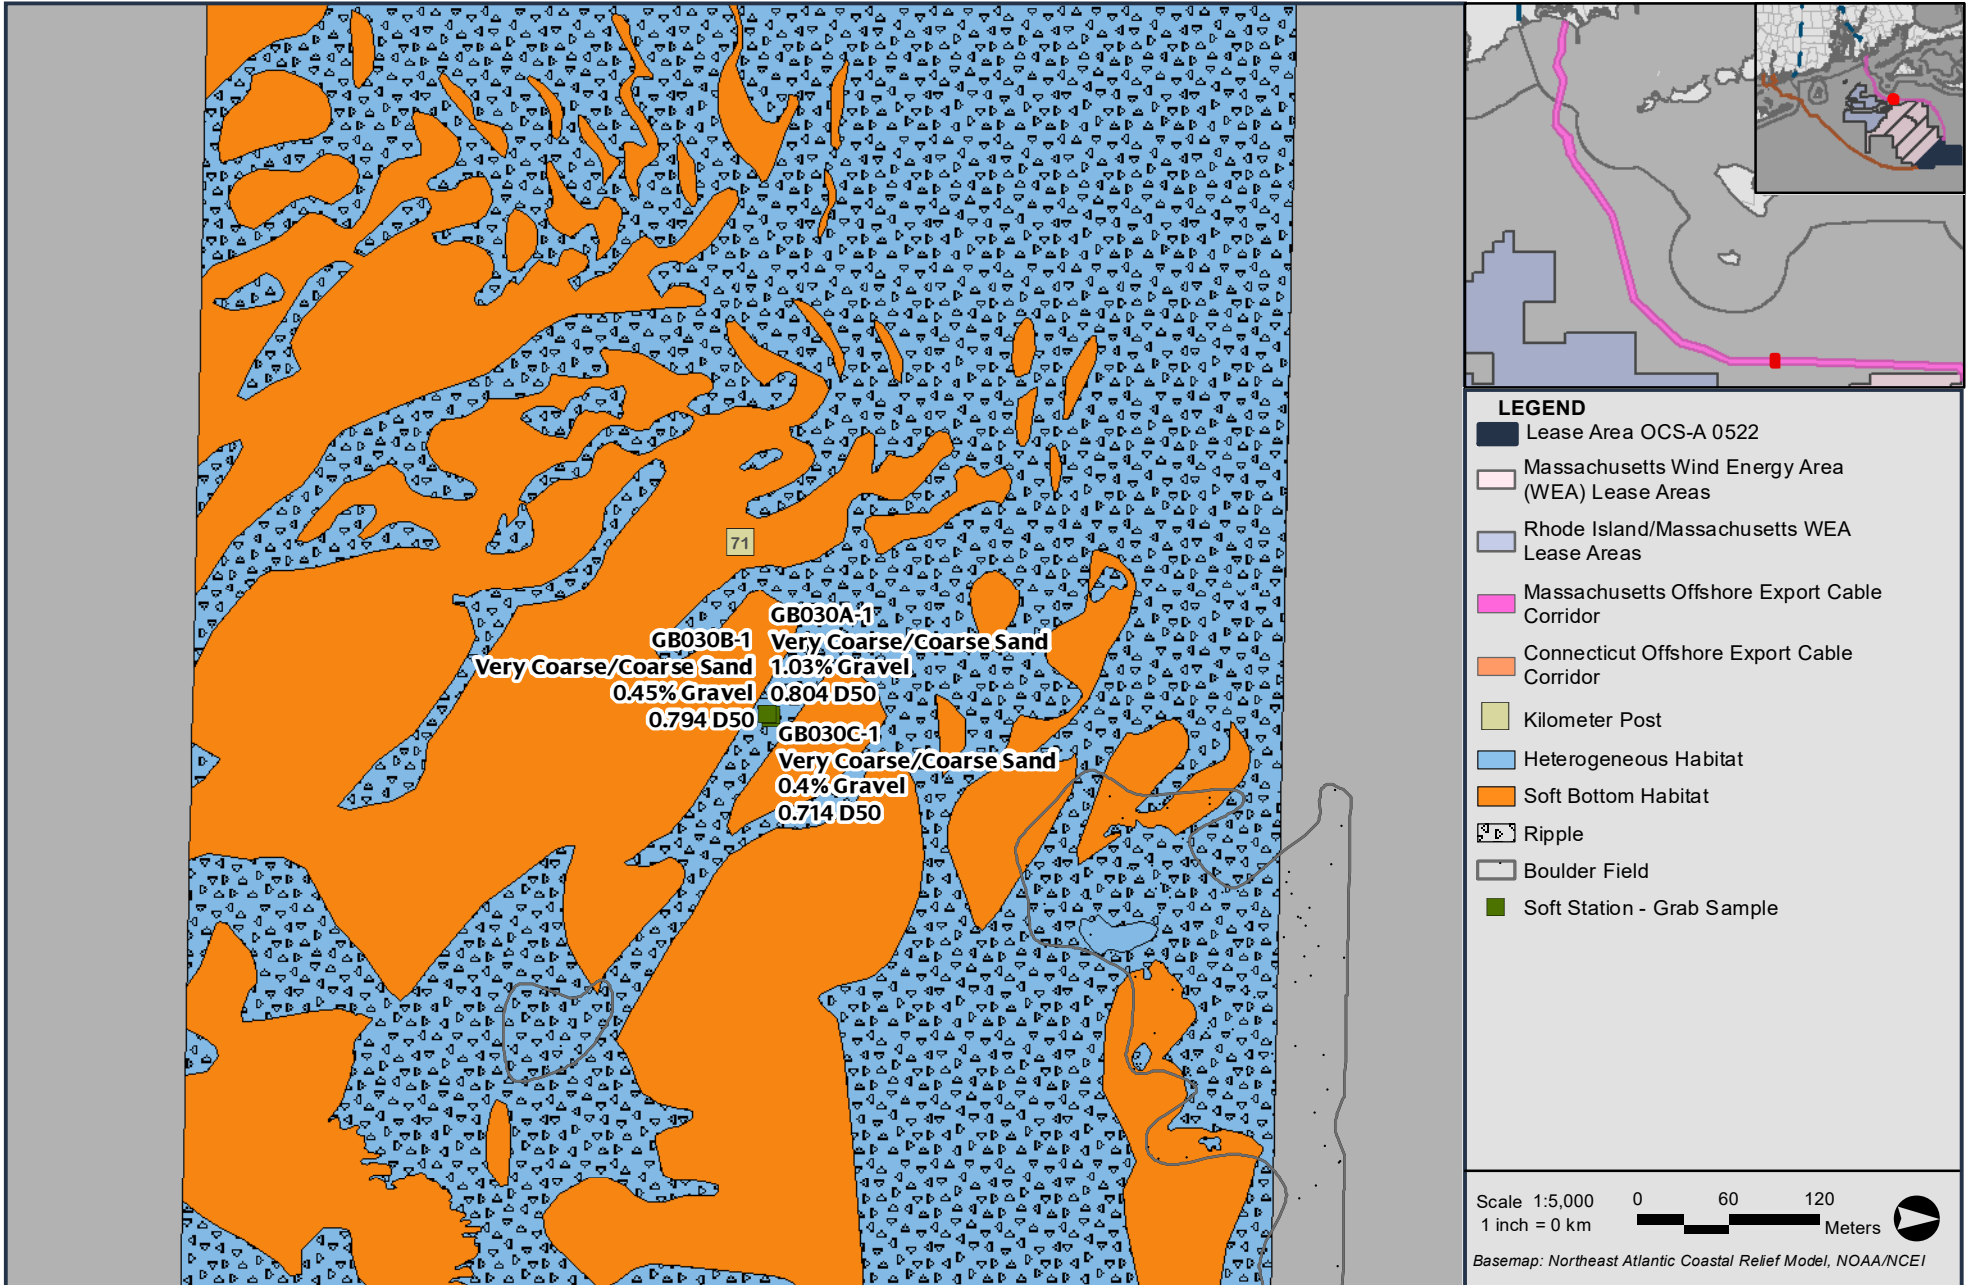 71
GB030A-1
Very Coarse/Coarse Sand
1.03% Gravel
0.804 D50
GB030B-1
Very Coarse/Coarse Sand
0.45% Gravel
0.794 D50
GB030C-1
Very Coarse/Coarse Sand
0.4% Gravel
0.714 D50
LEGEND
Lease Area OCS-A 0522
Massachusetts Wind Energy Area
(WEA) Lease Areas
Rhode Island/Massachusetts WEA
Lease Areas
Massachusetts Offshore Export Cable
Corridor
Connecticut Offshore Export Cable
Corridor
Kilometer Post
Heterogeneous Habitat
Soft Bottom Habitat
Ripple
Boulder Field
Soft Station - Grab Sample
Scale 1:5,000
1 inch = 0 km
0 60 120
Meters
Basemap: Northeast Atlantic Coastal Relief Model, NOAA/NCEI